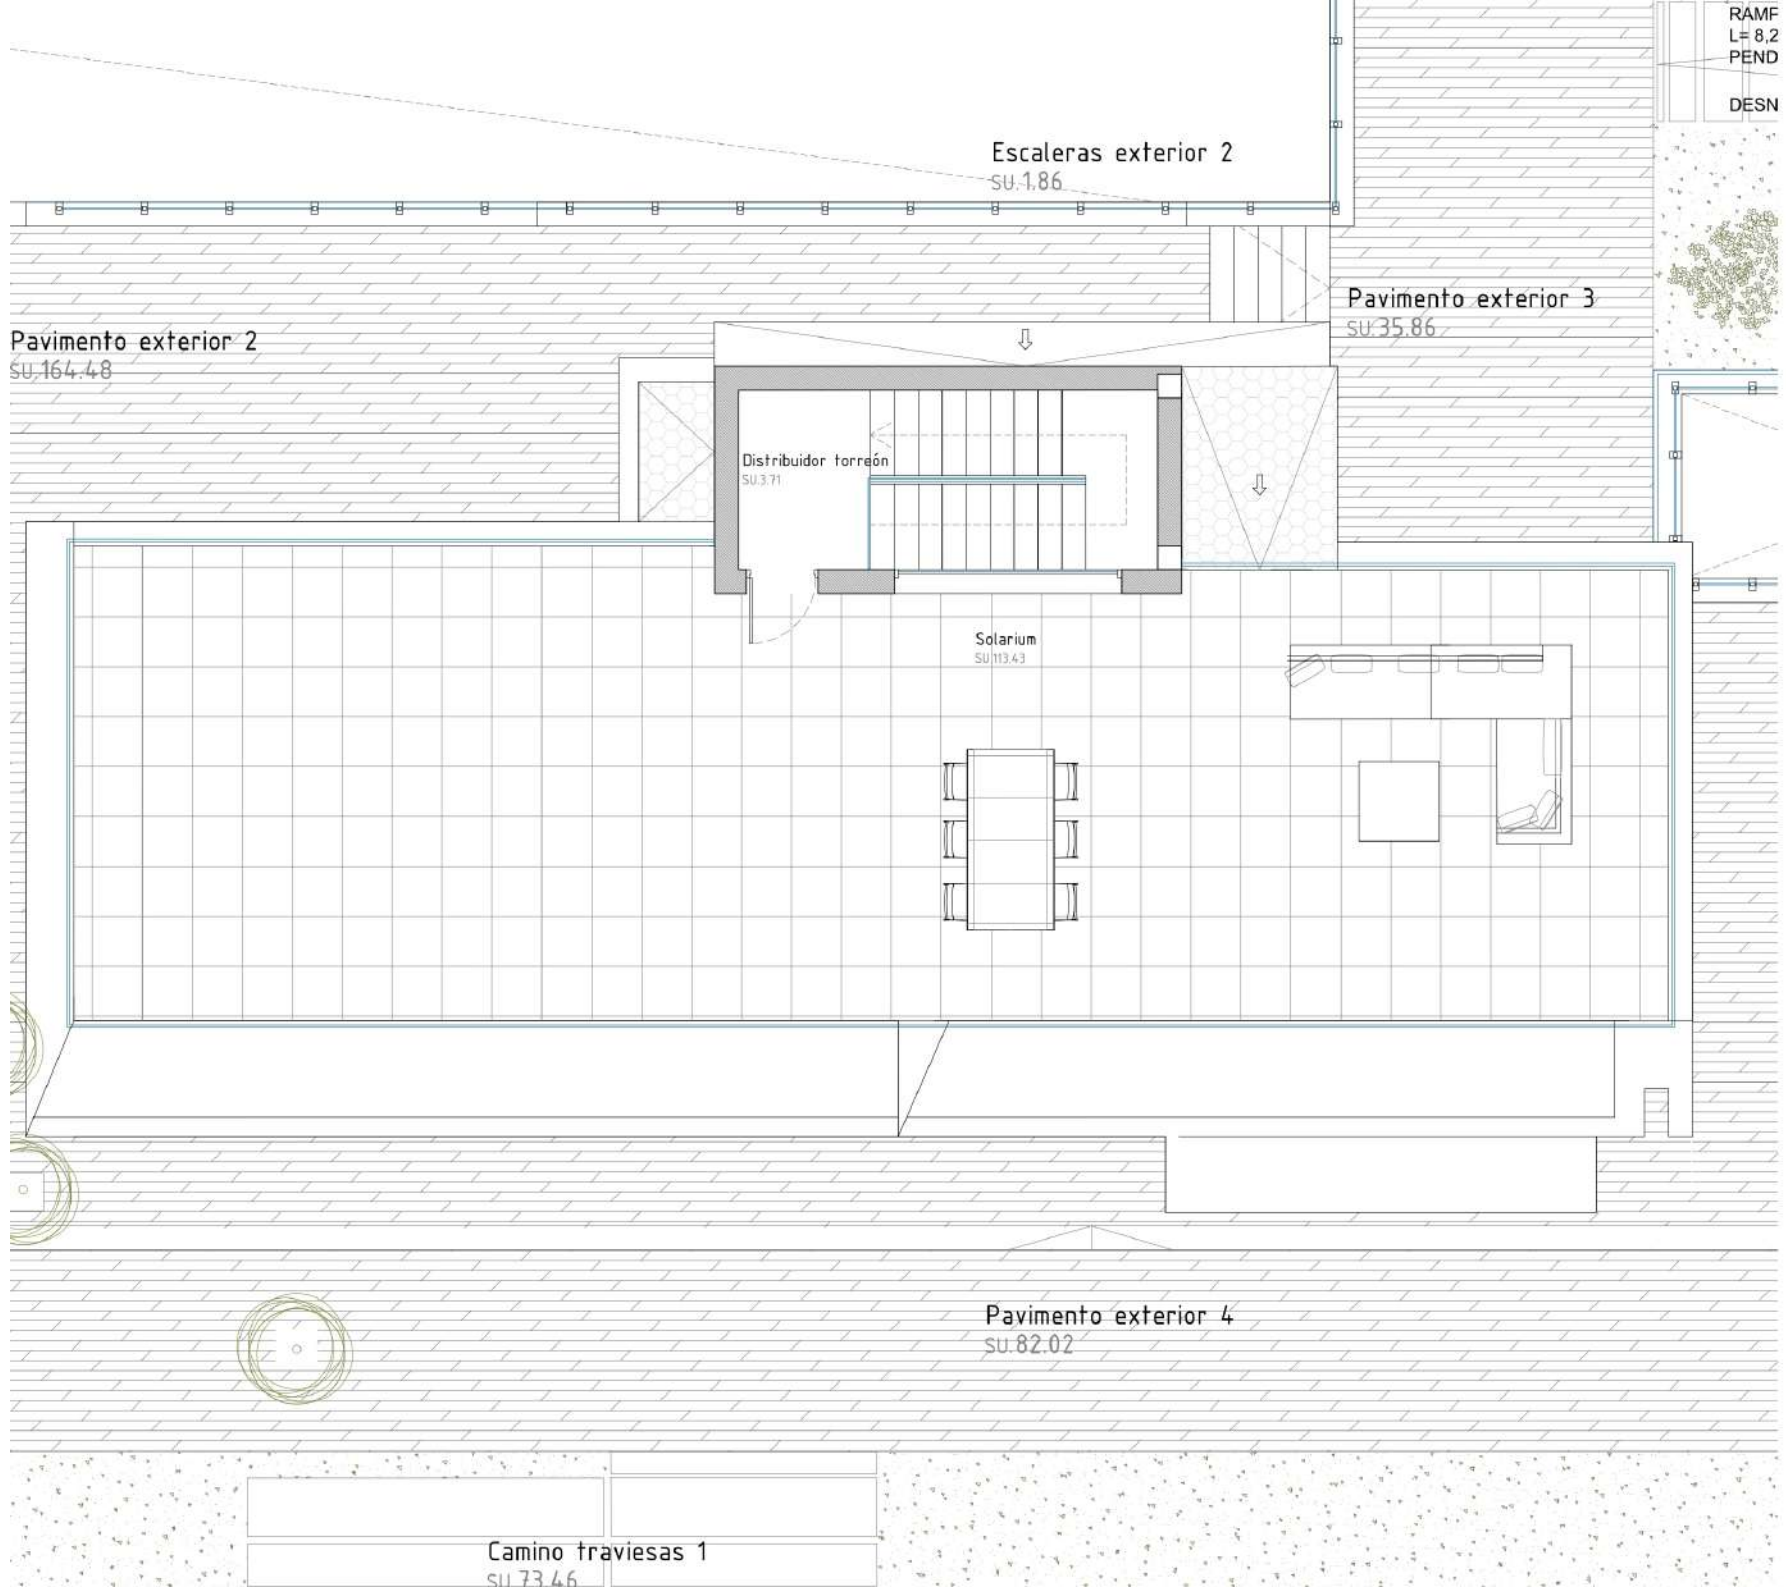 RAMF
L= 8,2
PEND
DESN
Escaleras exterior 2
SU.1.86
Pavimento exterior 3
SU.35.86
Pavimento exterior 2
SU.164.48
Distribuidor torreón
SU.3.71
Solarium
SU.113.43
Pavimento exterior 4
SU.82.02
Camino traviesas 1
SU.73.46